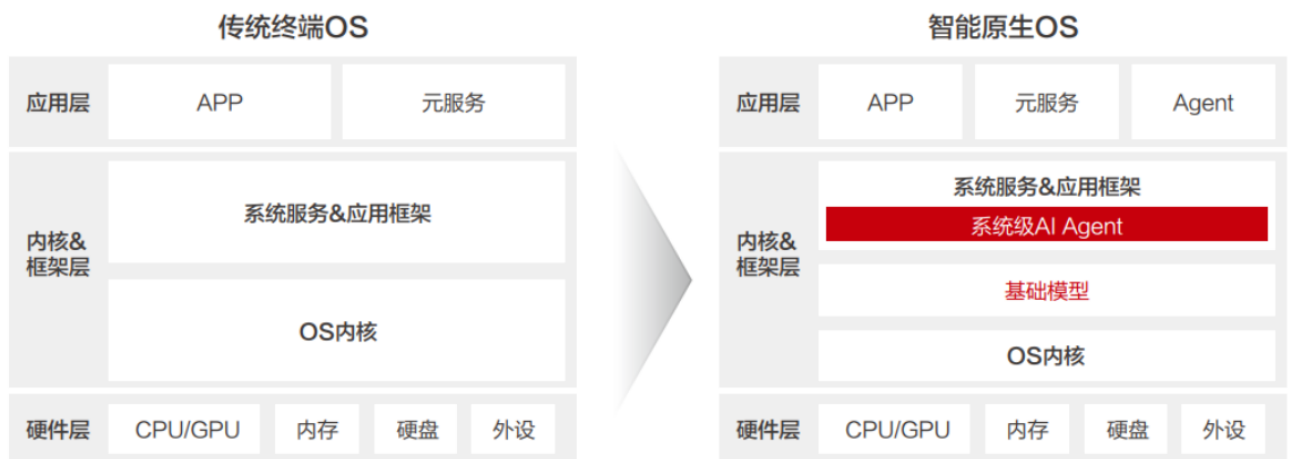 传统终端OS
应用层
APP
元服务
内核&
框架层
系统服务&应用框架
OS内核
硬件层
CPU/GPU
内存
硬盘
外设
智能原生OS
应用层
APP
元服务
Agent
内核&
框架层
系统服务&应用框架
系统级AI Agent
基础模型
OS内核
硬件层
CPU/GPU
内存
硬盘
外设